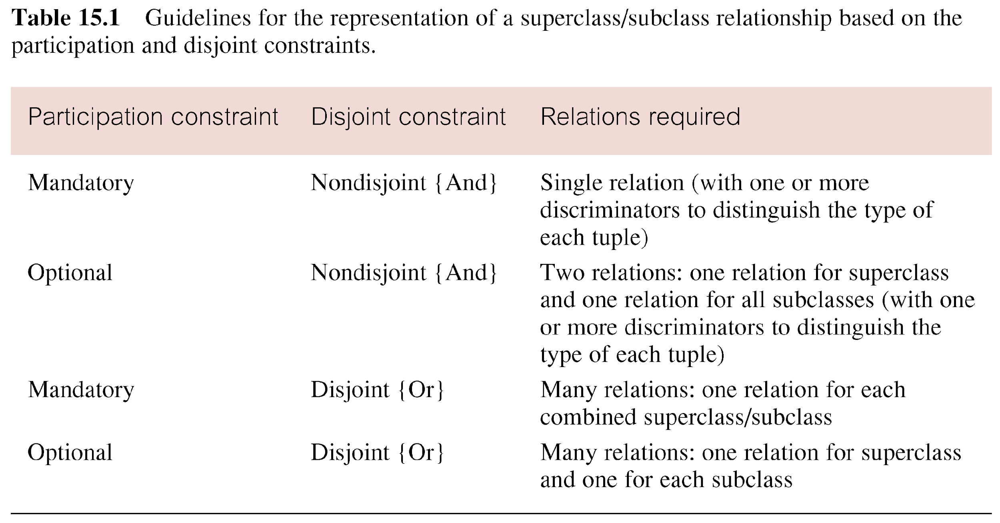 Table 15.1 Guidelines for the representation of a superclass/subclass relationship based on the
participation and disjoint constraints.
Participation constraint Disjoint constraint Relations required
Mandatory Nondisjoint {And} Single relation (with one or more
discriminators to distinguish the type of
each tuple)
Optional Nondisjoint {And} Two relations: one relation for superclass
and one relation for all subclasses (with one
or more discriminators to distinguish the
type of each tuple)
Mandatory Disjoint {Or} Many relations: one relation for each
combined superclass/subclass
Optional Disjoint {Or} Many relations: one relation for superclass
and one for each subclass